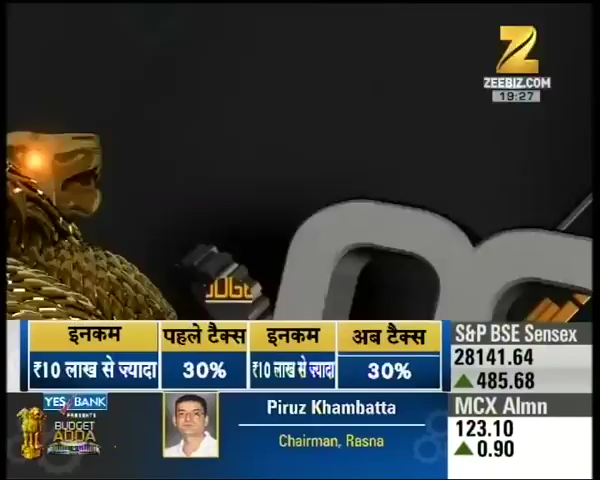 ZEEBIZ.COM
19:27
इनकम पहले टैक्स इनकम अब टैक्स
₹10 लाख से ज्यादा 30% ₹10 लाख से ज्यादा 30%
S&P BSE Sensex
28141.64
485.68
MCX Almn
123.10
0.90
YES BANK
PRESENTS
BUDGET
ADDA
Piruz Khambatta
Chairman, Rasna